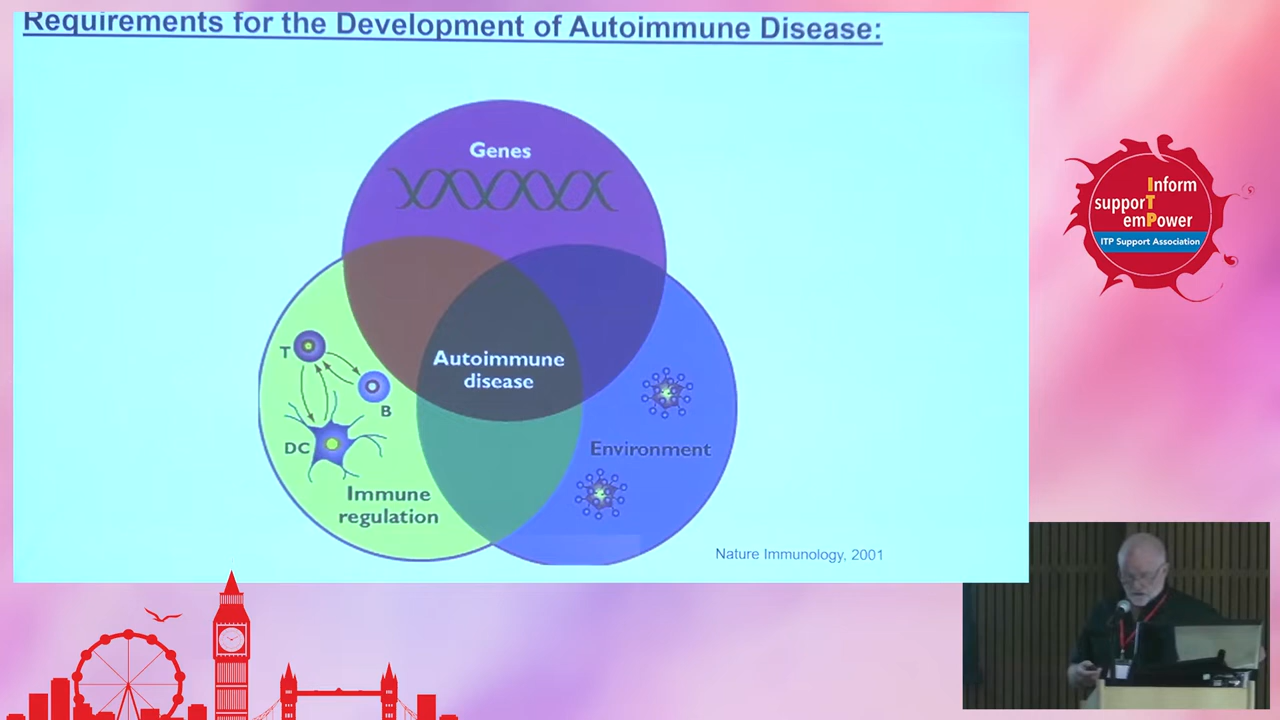 Requirements for the Development of Autoimmune Disease:
Genes
Autoimmune
disease
T
B
DC
Immune
regulation
Environment
Nature Immunology, 2001
Inform
supporT
emPower
ITP Support Association